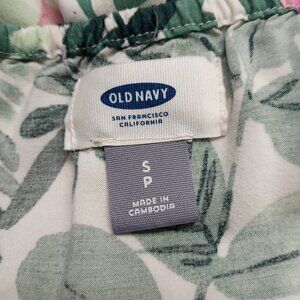 OLD NAVY
SAN FRANCISCO
CALIFORNIA
S
P
MADE IN
CAMBODIA